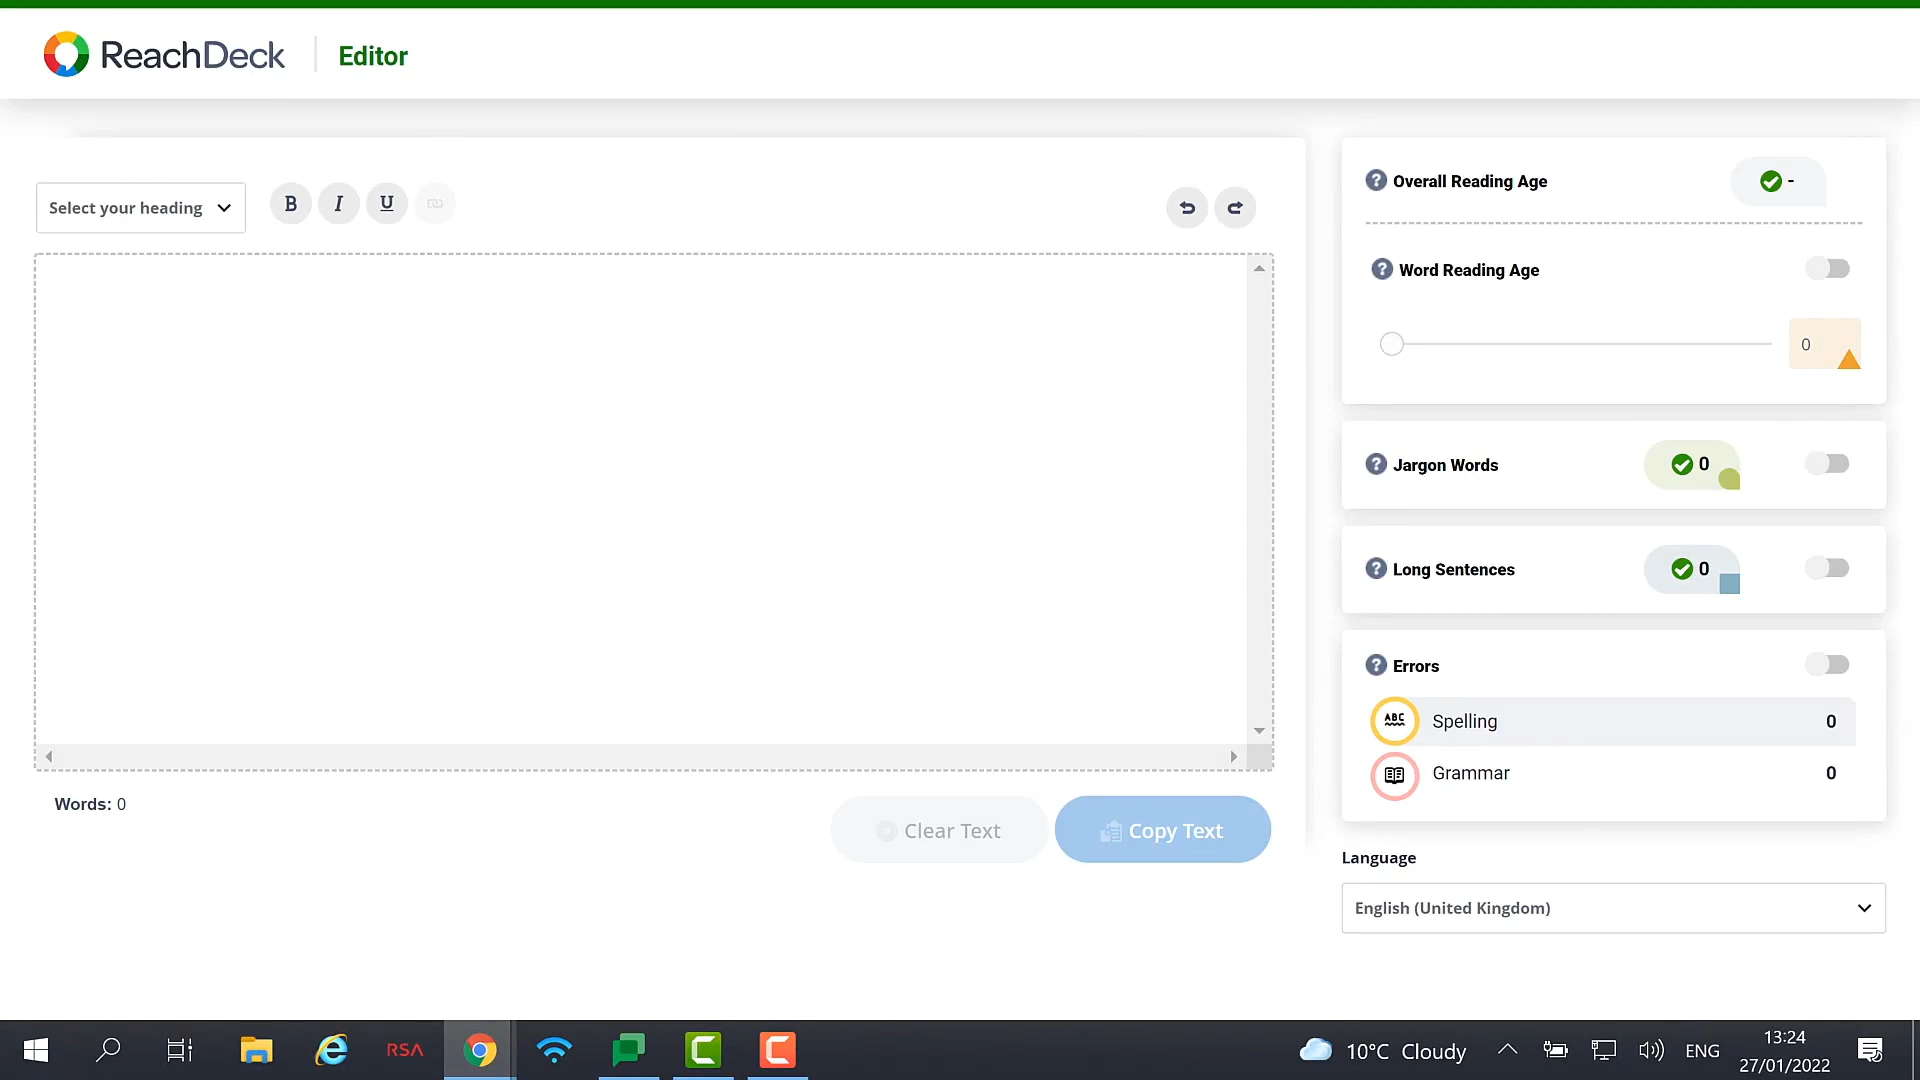 ReachDeck Editor
Select your heading B I U
Overall Reading Age -
Word Reading Age
0
Jargon Words 0
Long Sentences 0
Errors
ABC Spelling 0
Grammar 0
Words: 0
Clear Text Copy Text
Language
English (United Kingdom)
RSA 10°C Cloudy ENG 13:24
27/01/2022